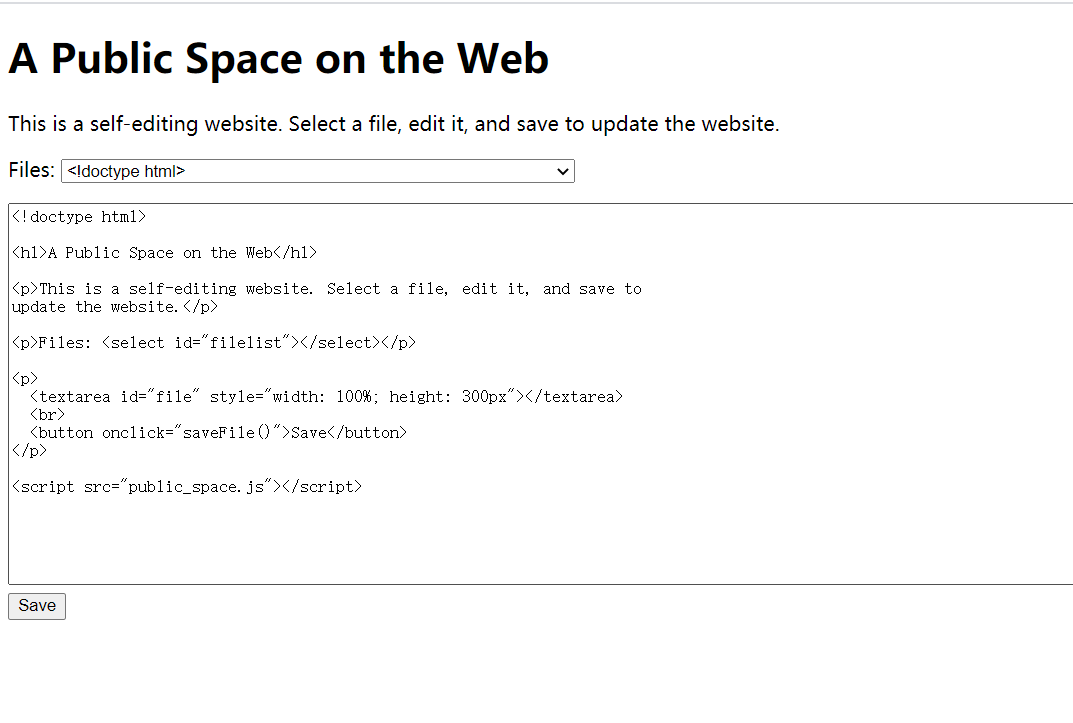 A Public Space on the Web
This is a self-editing website. Select a file, edit it, and save to update the website.
Files: <!doctype html>
<!doctype html>
<h1>A Public Space on the Web</h1>
<p>This is a self-editing website. Select a file, edit it, and save to
update the website.</p>
<p>Files: <select id="filelist"></select></p>
<p>
<textarea id="file" style="width: 100%; height: 300px"></textarea>
<br>
<button onclick="saveFile()">Save</button>
</p>
<script src="public_space.js"></script>
Save